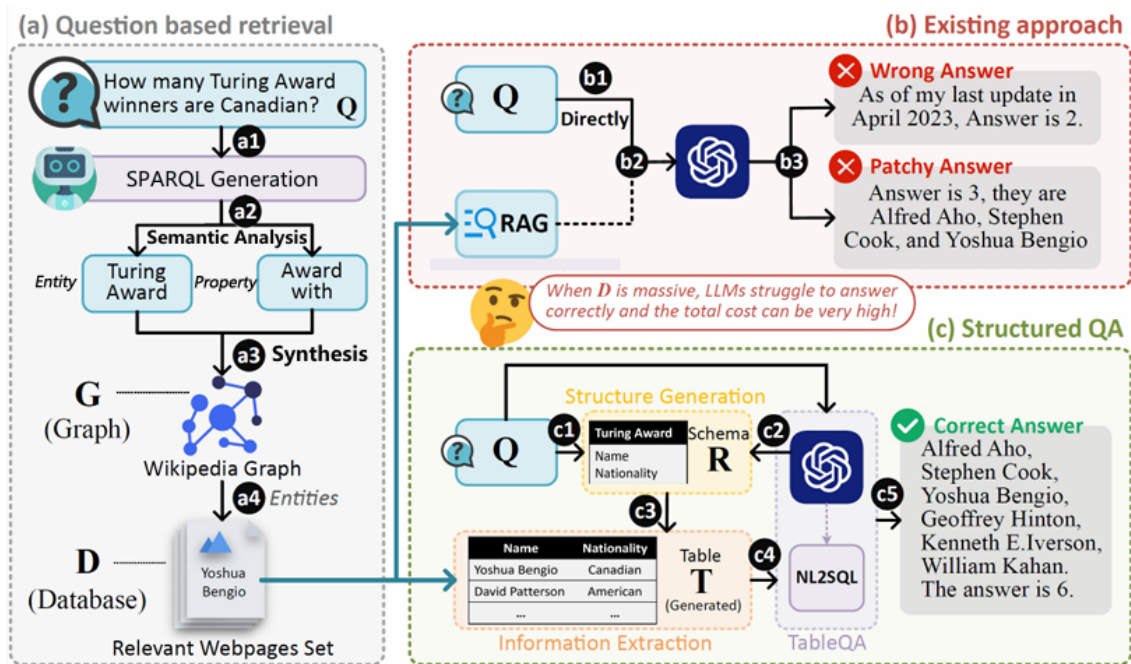 (a) Question based retrieval
How many Turing Award
winners are Canadian? Q
a1
SPARQL Generation
a2
Semantic Analysis
Entity
Turing
Award
Property
Award
with
a3 Synthesis
G
(Graph)
Wikipedia Graph
a4 Entities
D
(Database)
Yoshua
Bengio
Relevant Webpages Set
(b) Existing approach
Q
b1
Directly
b2
RAG
b3
Wrong Answer
As of my last update in
April 2023, Answer is 2.
Patchy Answer
Answer is 3, they are
Alfred Aho, Stephen
Cook, and Yoshua Bengio
When D is massive, LLMs struggle to answer
correctly and the total cost can be very high!
(c) Structured QA
Structure Generation
Q
c1
Turing Award
Name
Nationality
Schema
R
c2
c3
Name Nationality
Yoshua Bengio Canadian
David Patterson American
... ...
Table
T
(Generated)
Information Extraction
c4
NL2SQL
TableQA
c5
Correct Answer
Alfred Aho,
Stephen Cook,
Yoshua Bengio,
Geoffrey Hinton,
Kenneth E.Iverson,
William Kahan.
The answer is 6.